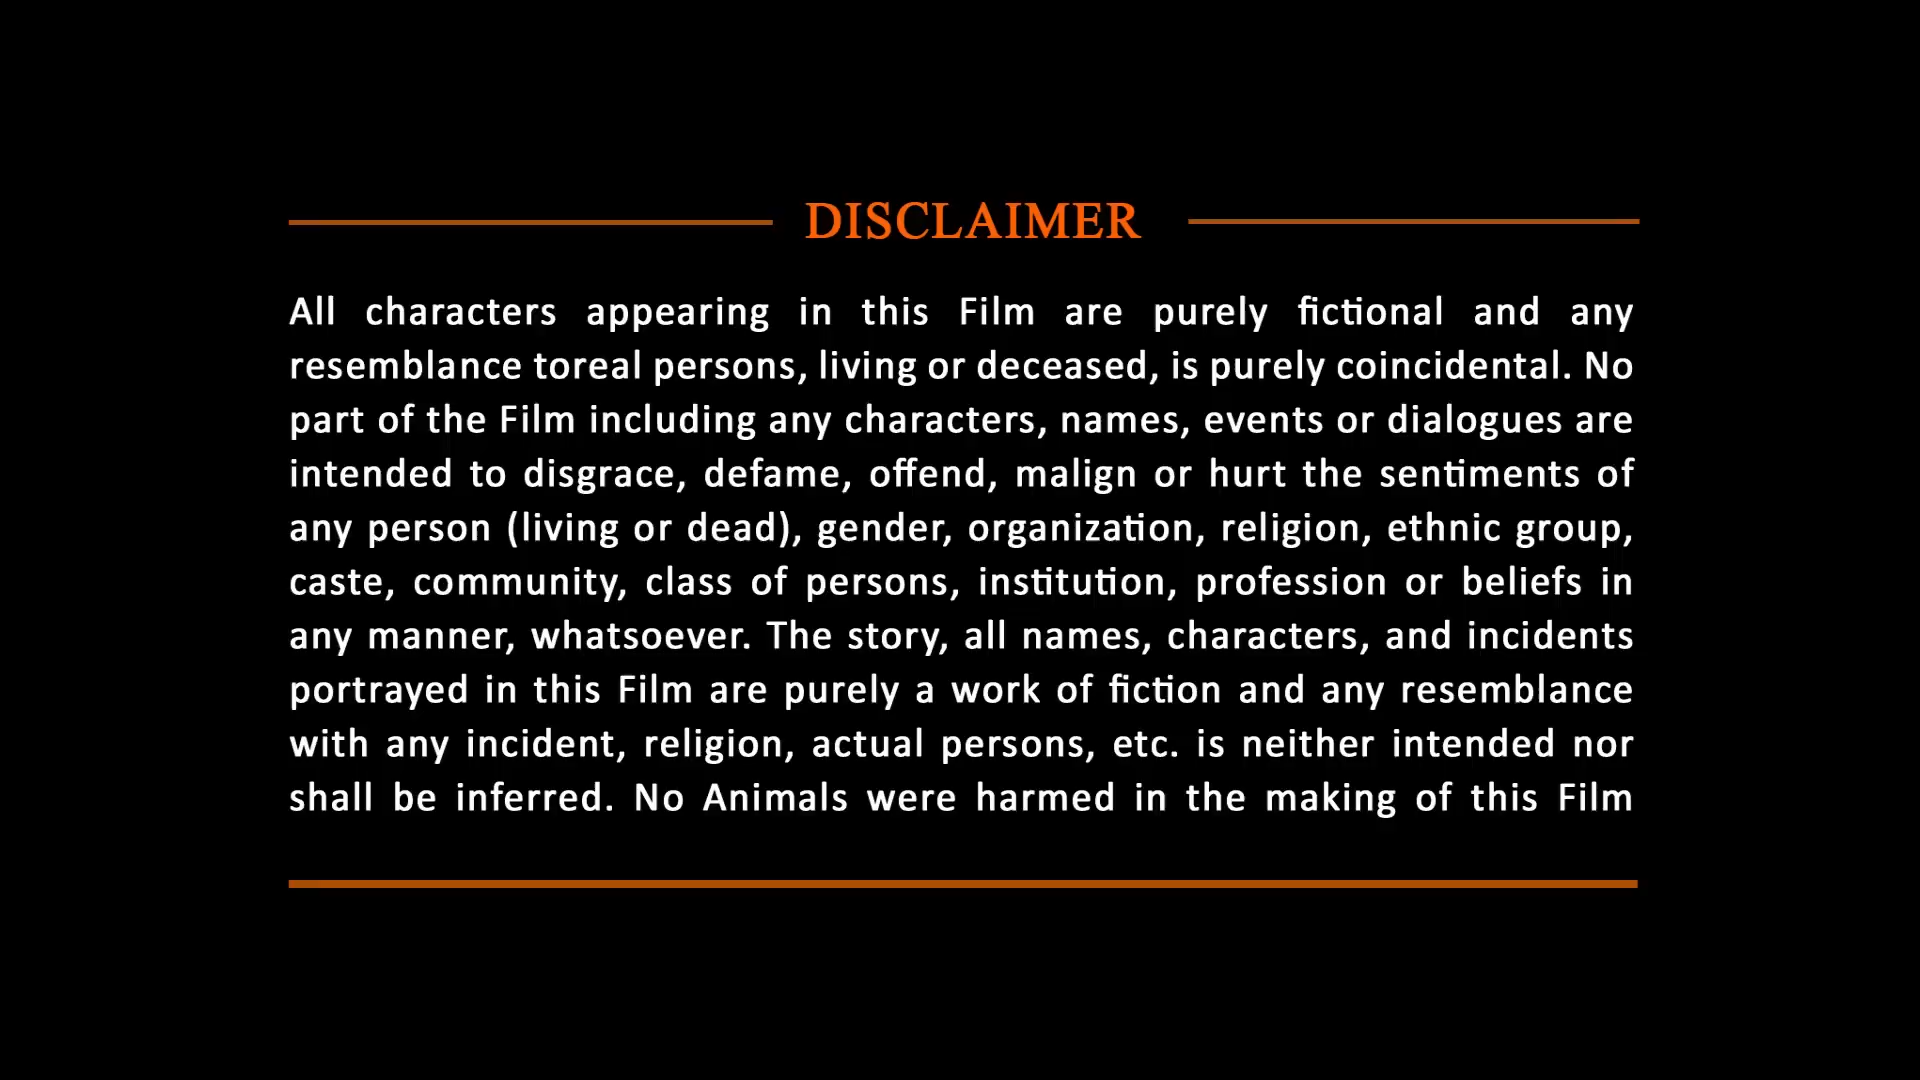 DISCLAIMER
All characters appearing in this Film are purely fictional and any
resemblance toreal persons, living or deceased, is purely coincidental. No
part of the Film including any characters, names, events or dialogues are
intended to disgrace, defame, offend, malign or hurt the sentiments of
any person (living or dead), gender, organization, religion, ethnic group,
caste, community, class of persons, institution, profession or beliefs in
any manner, whatsoever. The story, all names, characters, and incidents
portrayed in this Film are purely a work of fiction and any resemblance
with any incident, religion, actual persons, etc. is neither intended nor
shall be inferred. No Animals were harmed in the making of this Film